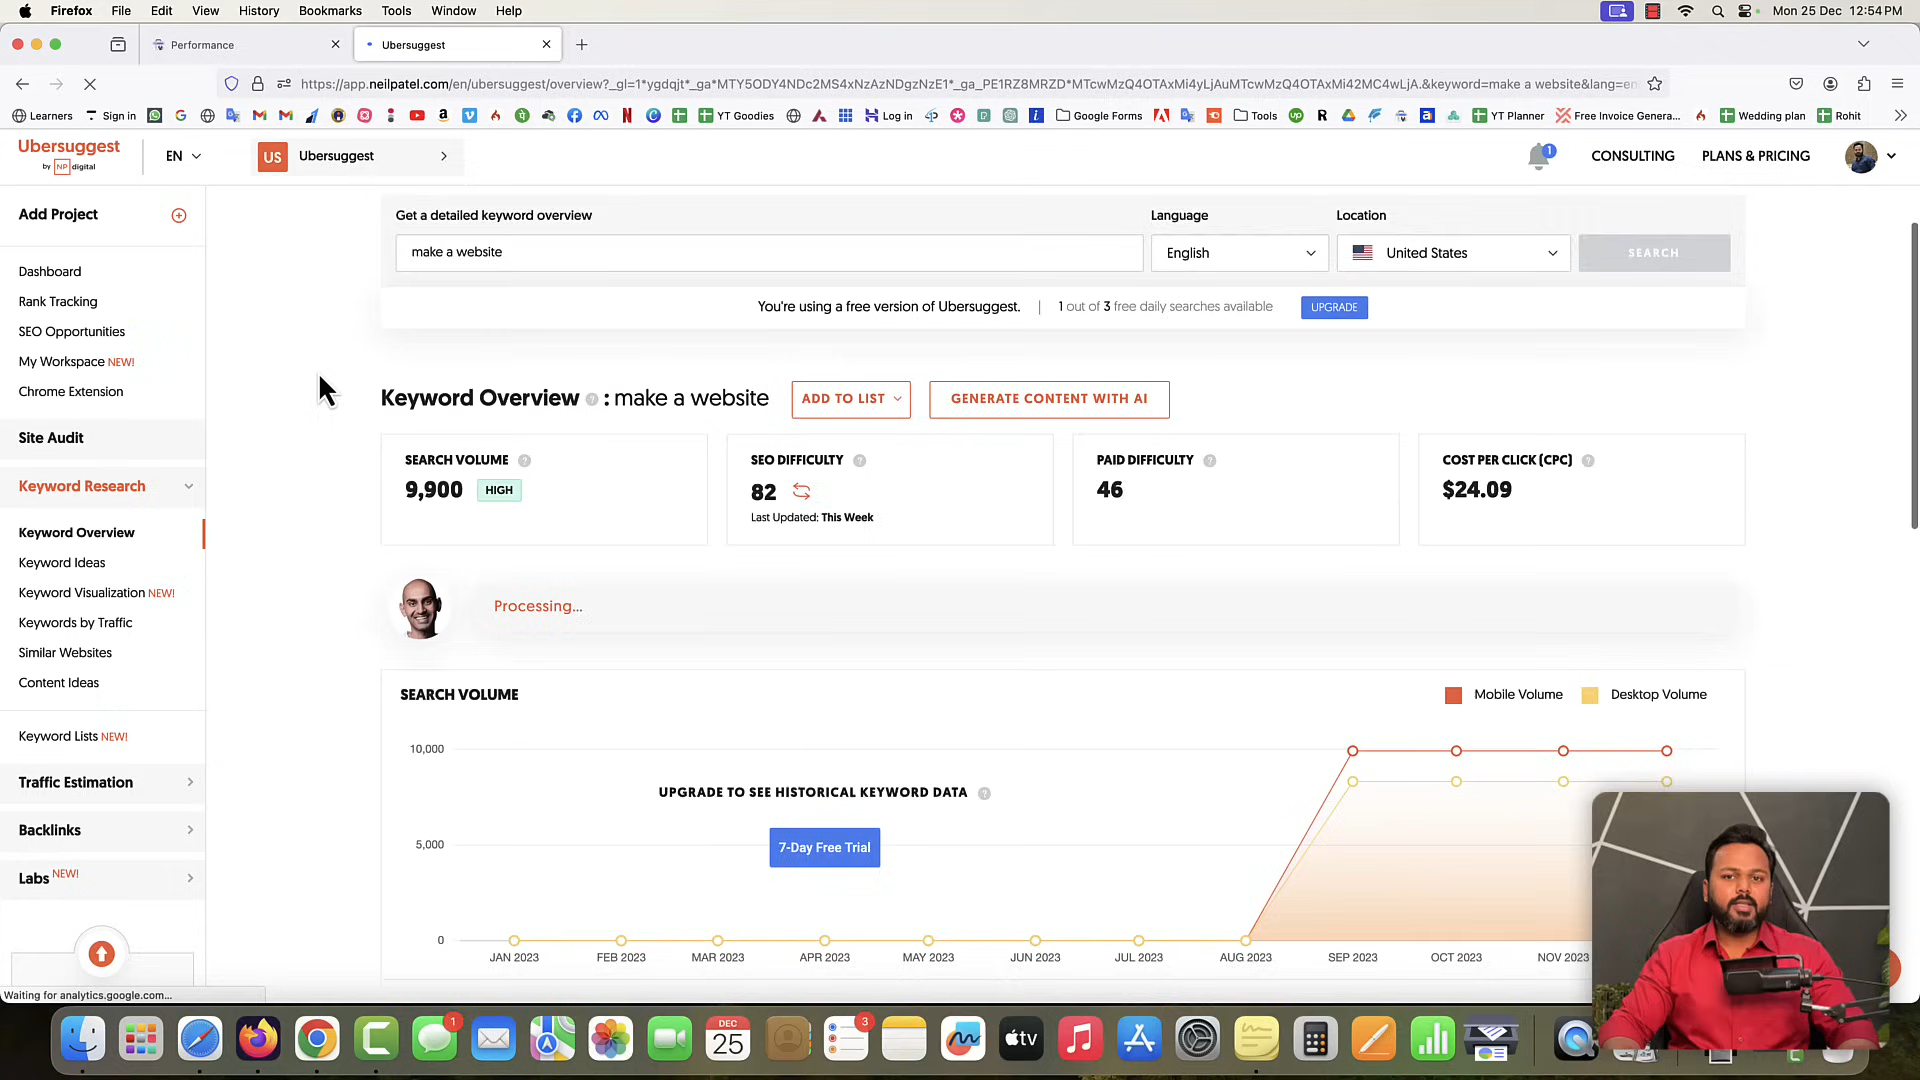 Firefox File Edit View History Bookmarks Tools Window Help
Mon 25 Dec 12:54 PM
Performance
Ubersuggest
https://app.neilpatel.com/en/ubersuggest/overview?_gl=1*ygdqjt*_ga*MTY5ODY4NDc2MS4xNzAzNDgzNzE1*_ga_PE1RZ8MRZD*MTcwMzQ4OTAxMi4yLjAuMTcwMzQ4OTAxMi42MC4wLjA.&keyword=make a website&lang=en
Learners Sign in YT Goodies Log in Google Forms Tools YT Planner Free Invoice Genera... Wedding plan Rohit
Ubersuggest
by NP digital
EN
US Ubersuggest
1
CONSULTING
PLANS & PRICING
Add Project
Dashboard
Rank Tracking
SEO Opportunities
My Workspace NEW!
Chrome Extension
Site Audit
Keyword Research
Keyword Overview
Keyword Ideas
Keyword Visualization NEW!
Keywords by Traffic
Similar Websites
Content Ideas
Keyword Lists NEW!
Traffic Estimation
Backlinks
Labs NEW!
Get a detailed keyword overview
Language
Location
make a website
English
United States
SEARCH
You're using a free version of Ubersuggest. | 1 out of 3 free daily searches available
UPGRADE
Keyword Overview ? : make a website
ADD TO LIST
GENERATE CONTENT WITH AI
SEARCH VOLUME ?
9,900 HIGH
SEO DIFFICULTY ?
82
Last Updated: This Week
PAID DIFFICULTY ?
46
COST PER CLICK (CPC) ?
$24.09
Processing...
SEARCH VOLUME
Mobile Volume
Desktop Volume
10,000
5,000
0
UPGRADE TO SEE HISTORICAL KEYWORD DATA ?
7-Day Free Trial
JAN 2023 FEB 2023 MAR 2023 APR 2023 MAY 2023 JUN 2023 JUL 2023 AUG 2023 SEP 2023 OCT 2023 NOV 2023
Waiting for analytics.google.com...
1
DEC
25
3
tv